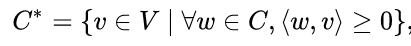 C* = {v ∈ V | ∀w ∈ C, ⟨w, v⟩ ≥ 0},